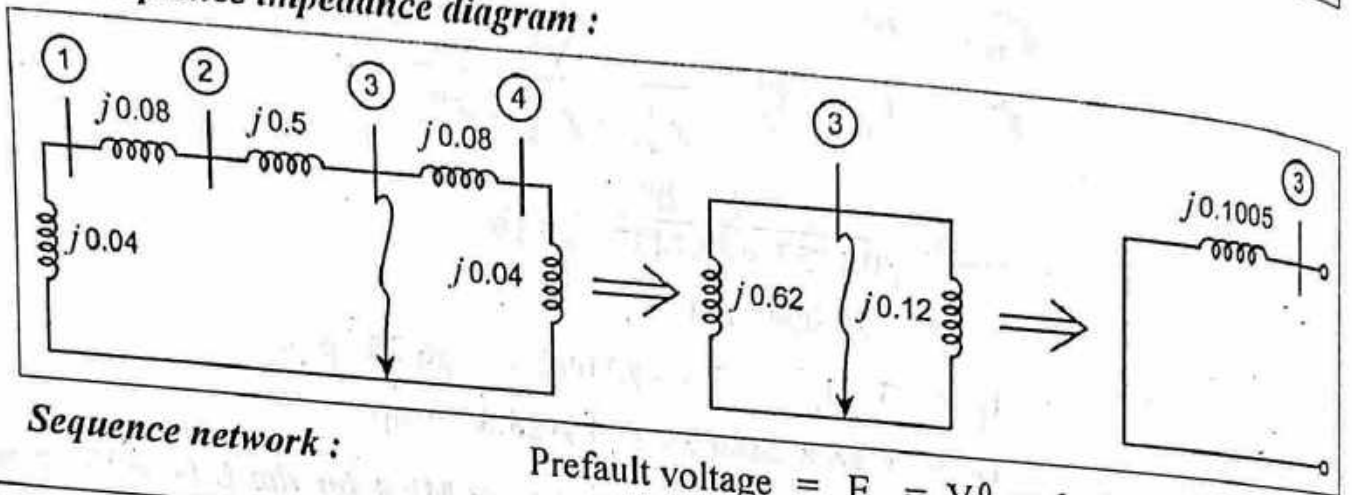 impedance diagram :
1 2 3 4
j0.08 j0.5 j0.08
j0.04 j0.04
3
j0.62 j0.12
3
j0.1005
Sequence network :
Prefault voltage =